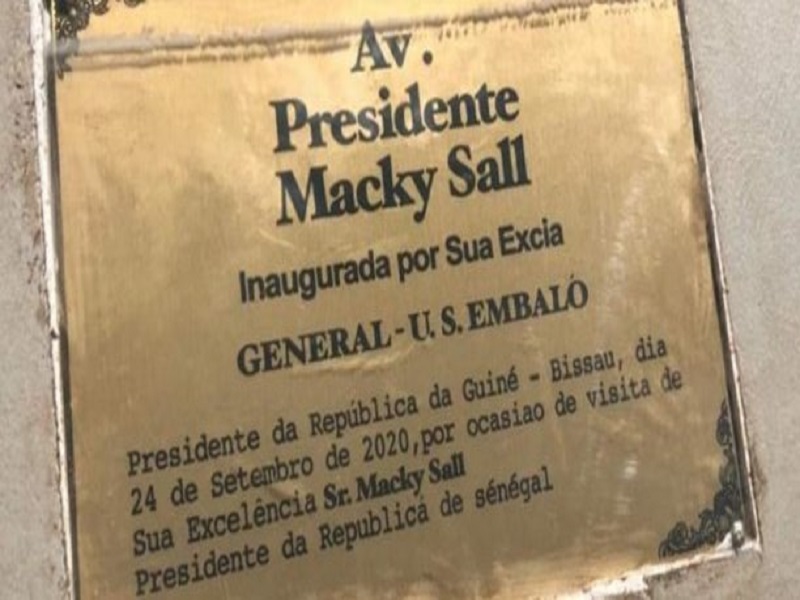 Av .
Presidente
Macky Sall
Inaugurada por Sua Excia
GENERAL - U. S. EMBALÓ
Presidente da República da Guiné - Bissau, dia
24 de Setembro de 2020,por ocasiao de visita de
Sua Excelência Sr. Macky Sall
Presidente da Republica de sénégal